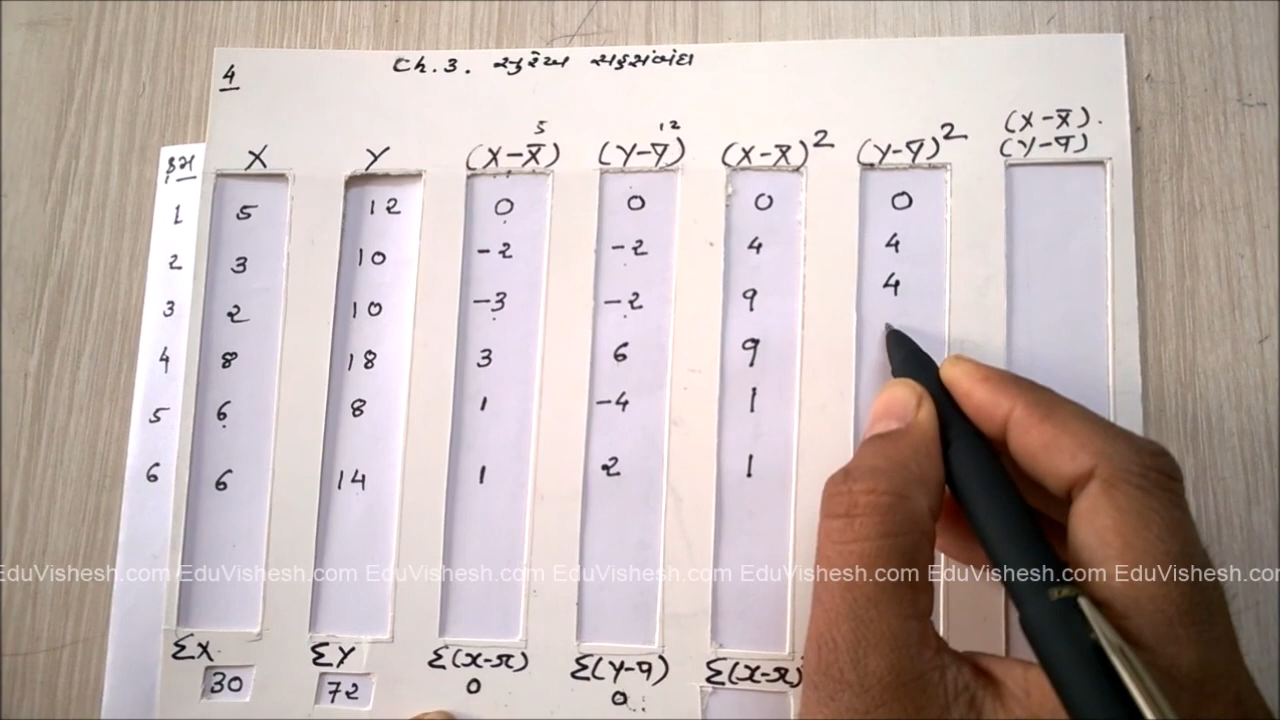 4
Ch. 3. સુરેખ સહસંબંધ
5 12
ક્રમ X Y (X-X̄) (Y-Ȳ) (X-X̄)² (Y-Ȳ)² (X-X̄).
(Y-Ȳ)
1 5 12 0 0 0 0
2 3 10 -2 -2 4 4
3 2 10 -3 -2 9 4
4 8 18 3 6 9
5 6 8 1 -4 1
6 6 14 1 2 1
EduVishesh.com EduVishesh.com EduVishesh.com EduVishesh.com EduVishesh.com EduVishesh.com EduVishesh.com
ΣX ΣY Σ(x-x̄) Σ(Y-Ȳ) Σ(x-x̄)
30 72 0 0